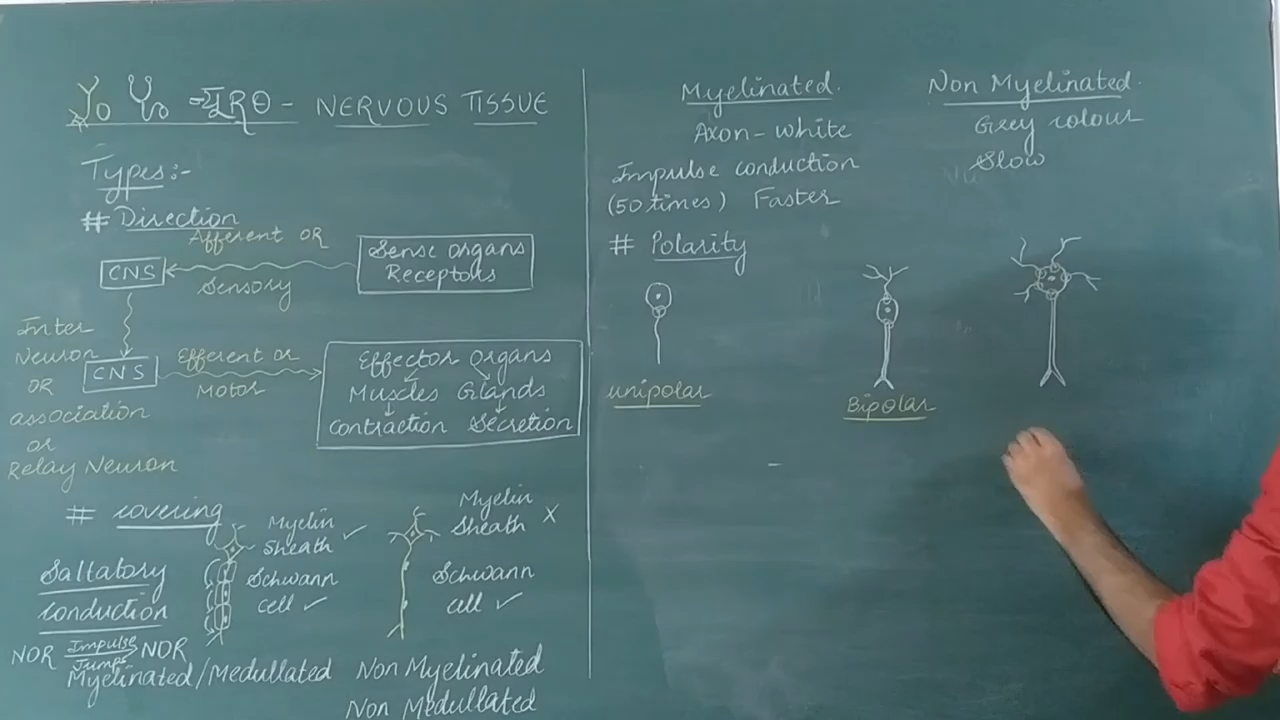 NERVOUS TISSUE
Types:-
# Direction
Afferent OR
CNS
Sense organs
Receptors
Sensory
Inter
Neuron
OR
association
or
Relay Neuron
CNS
Efferent or
Motor
Effector Organs
Muscles Glands
Contraction Secretion
# covering
Myelin
Sheath ✓
Schwann
cell ✓
Myelin
Sheath X
Schwann
cell ✓
Saltatory
conduction
NOR Impulse NOR
Jumps
Myelinated/Medullated
Non Myelinated
Non Medullated
Myelinated.
Axon - white
Impulse conduction
(50 times) Faster
Non Myelinated.
Grey colour
Slow
# Polarity
unipolar
Bipolar